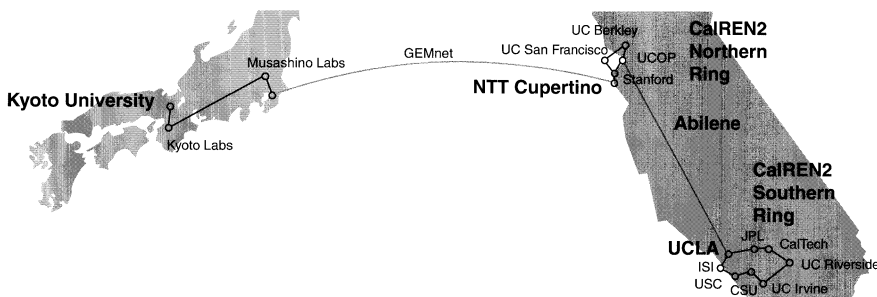 UC Berkley
CalREN2
Northern
Ring
UC San Francisco
GEMnet
UCOP
Musashino Labs
Stanford
NTT Cupertino
Kyoto University
Abilene
Kyoto Labs
CalREN2
Southern
Ring
JPL
UCLA
CalTech
ISI
UC Riverside
USC
CSU
UC Irvine